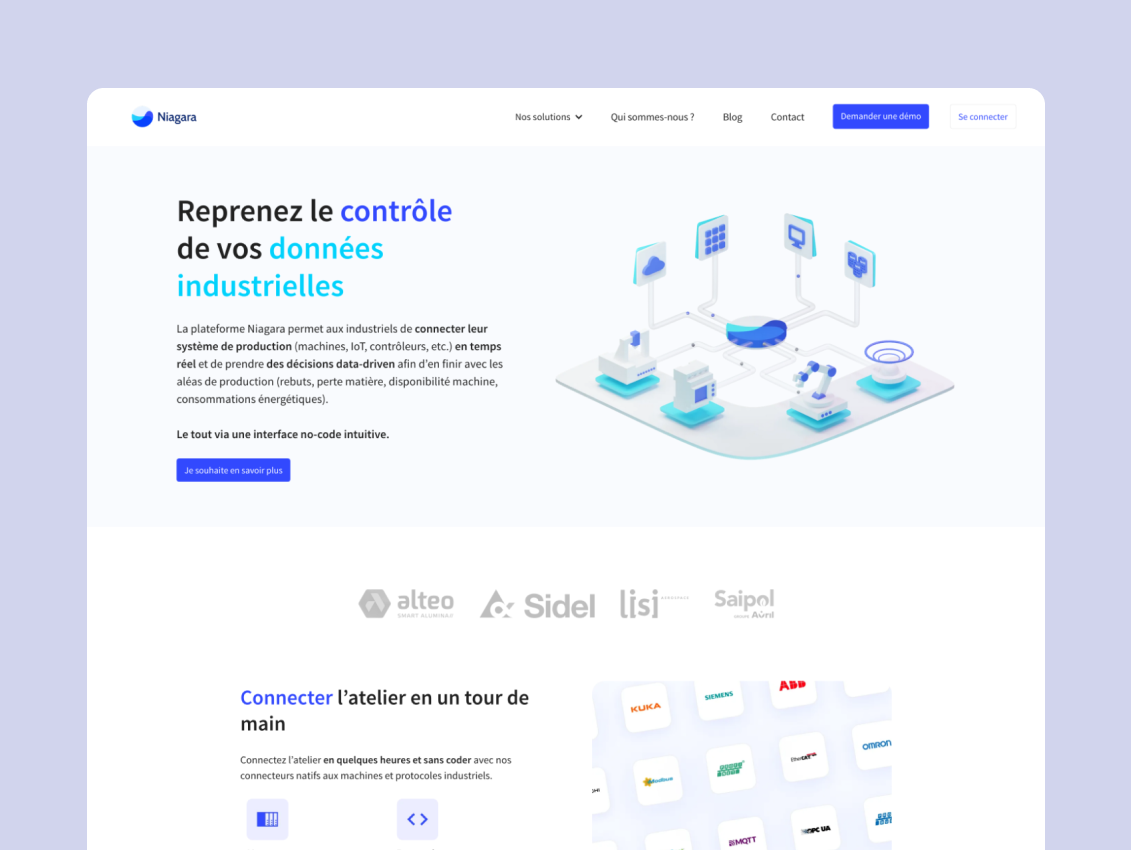 Niagara
Nos solutions
Qui sommes-nous ?
Blog
Contact
Demander une démo
Se connecter
Reprenez le contrôle
de vos données
industrielles
La plateforme Niagara permet aux industriels de connecter leur
système de production (machines, IoT, contrôleurs, etc.) en temps
réel et de prendre des décisions data-driven afin d'en finir avec les
aléas de production (rebuts, perte matière, disponibilité machine,
consommations énergétiques).
Le tout via une interface no-code intuitive.
Je souhaite en savoir plus
alteo
SMART ALUMINA
Sidel
lisi
AEROSPACE
Saipol
Avril
Connecter l'atelier en un tour de
main
Connectez l'atelier en quelques heures et sans coder avec nos
connecteurs natifs aux machines et protocoles industriels.
KUKA
SIEMENS
ABB
Modbus
EtherCAT
OMRON
MQTT
OPC UA